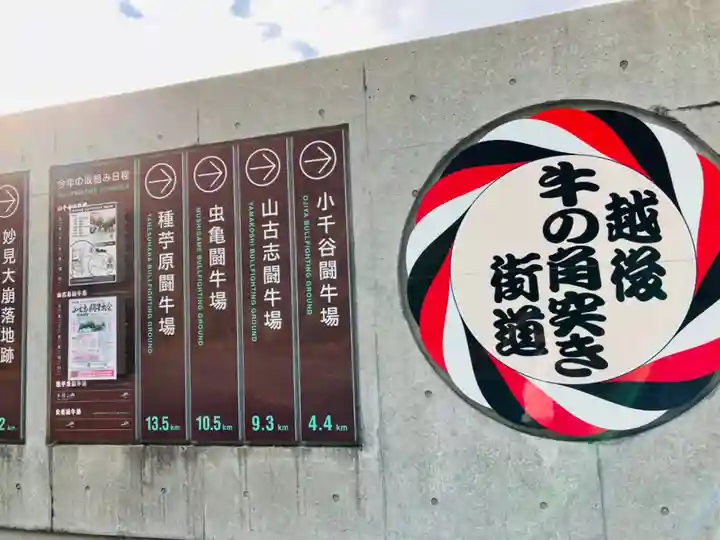 越後
牛の角突き
街道
小千谷闘牛場
OJIYA BULLFIGHTING GROUND
4.4 km
山古志闘牛場
YAMAKOSHI BULLFIGHTING GROUND
9.3 km
虫亀闘牛場
MUSHIGAME BULLFIGHTING GROUND
10.5 km
種苧原闘牛場
TANESUHARA BULLFIGHTING GROUND
13.5 km
今年の取組み日程
妙見大崩落地跡
2 km